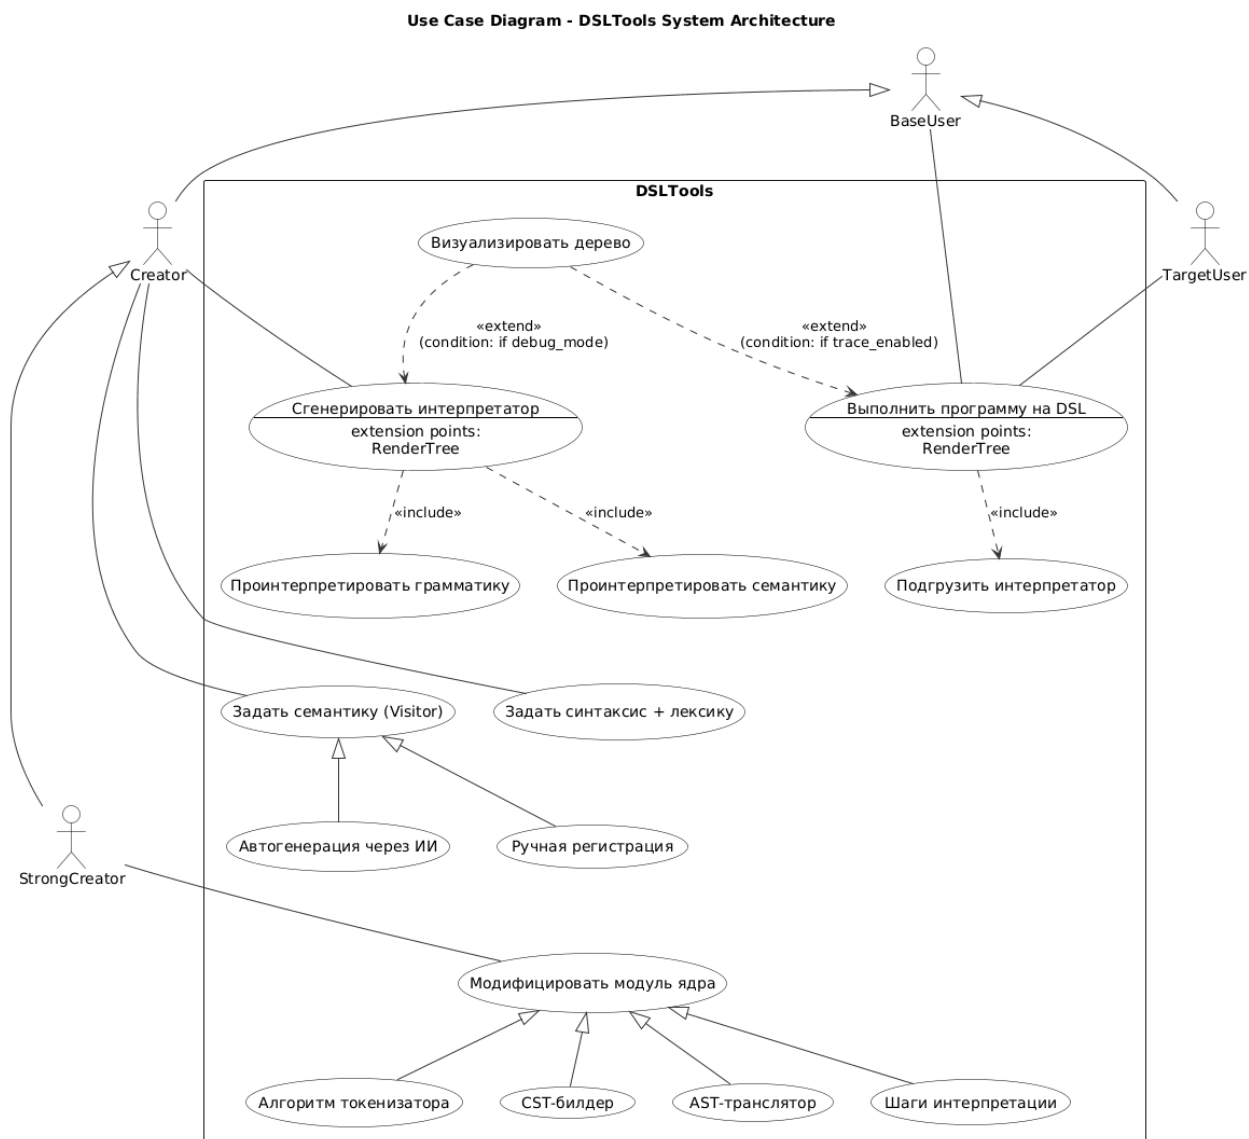 Use Case Diagram - DSLTools System Architecture
BaseUser
DSLTools
Creator
TargetUser
Визуализировать дерево
«extend»
(condition: if debug_mode)
«extend»
(condition: if trace_enabled)
Сгенерировать интерпретатор
extension points:
RenderTree
Выполнить программу на DSL
extension points:
RenderTree
«include»
«include»
«include»
Проинтерпретировать грамматику
Проинтерпретировать семантику
Подгрузить интерпретатор
Задать семантику (Visitor)
Задать синтаксис + лексику
Автогенерация через ИИ
Ручная регистрация
StrongCreator
Модифицировать модуль ядра
Алгоритм токенизатора
CST-билдер
AST-транслятор
Шаги интерпретации